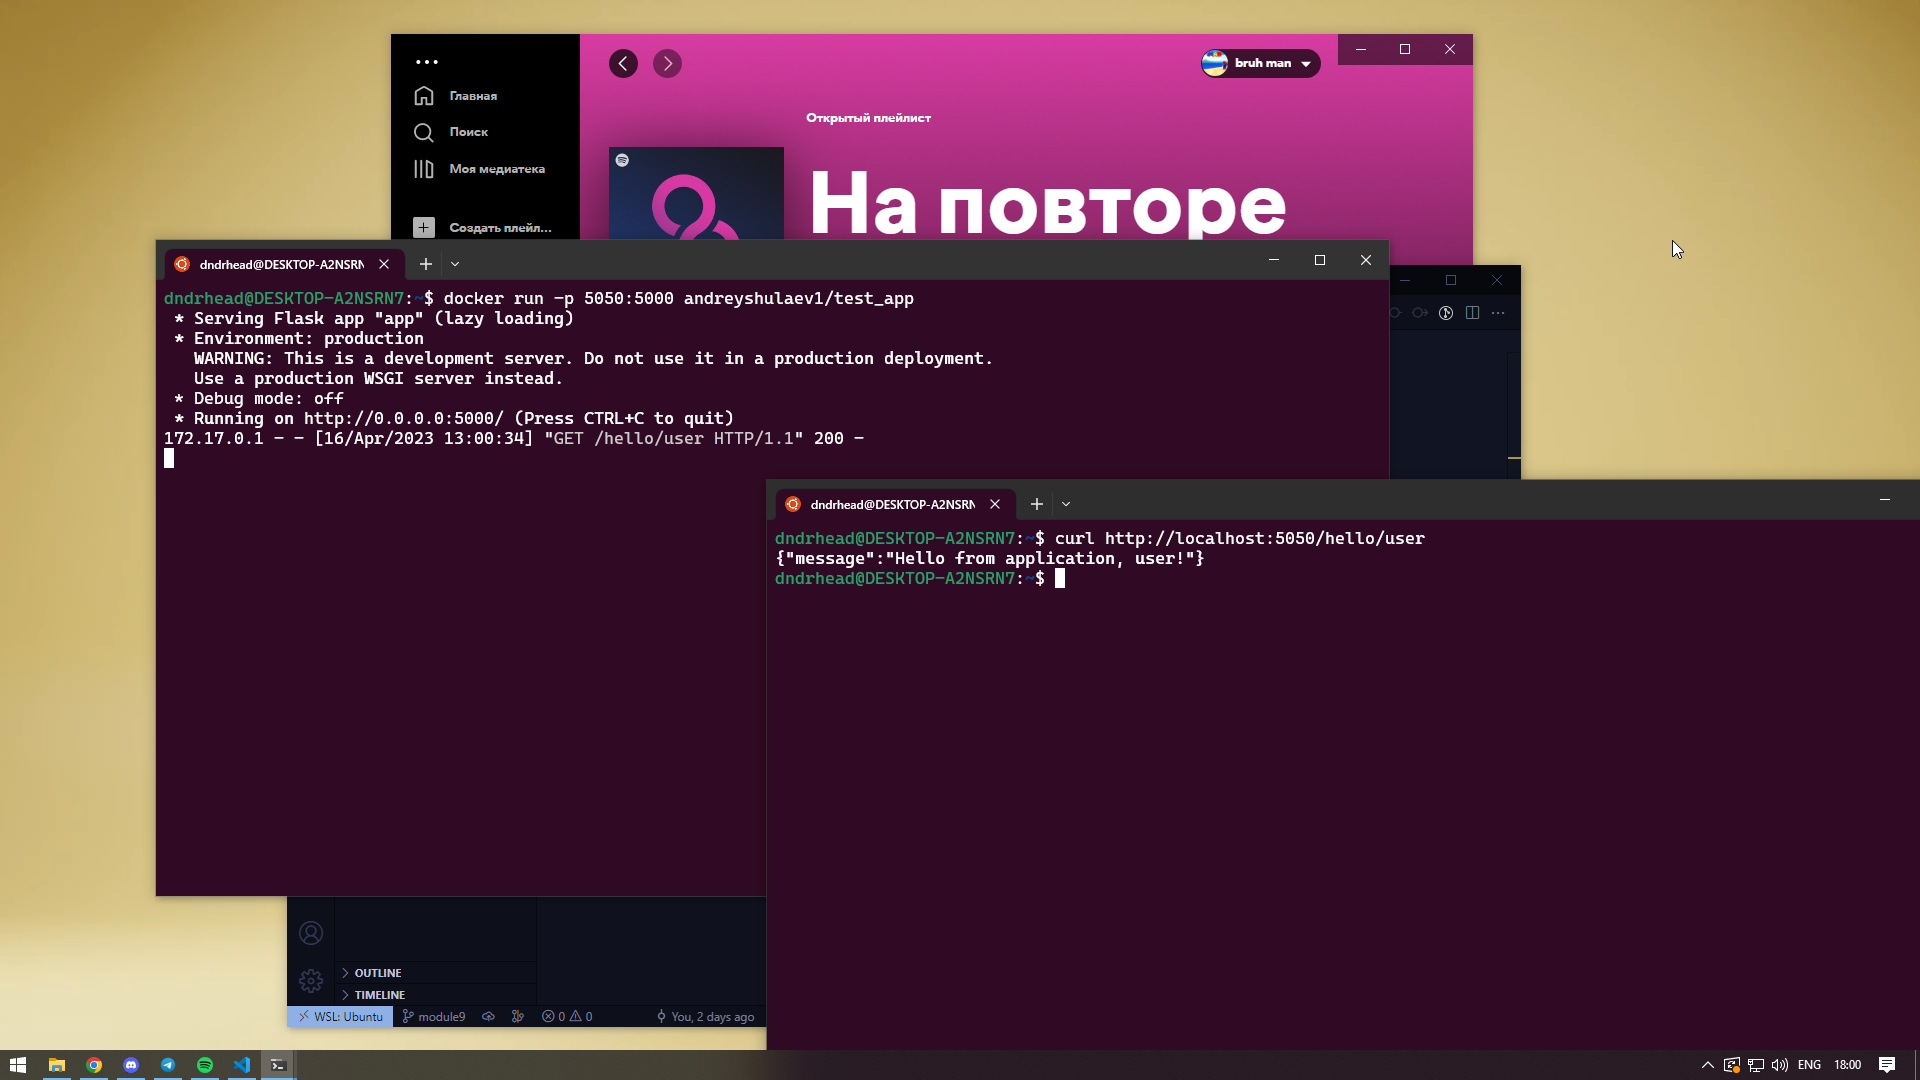 bruh man
Главная
Поиск
Моя медиатека
Создать плейл...
Открытый плейлист
На повторе
dndrhead@DESKTOP-A2NSRN
dndrhead@DESKTOP-A2NSRN7:~$ docker run -p 5050:5000 andreyshulaev1/test_app
* Serving Flask app "app" (lazy loading)
* Environment: production
WARNING: This is a development server. Do not use it in a production deployment.
Use a production WSGI server instead.
* Debug mode: off
* Running on http://0.0.0.0:5000/ (Press CTRL+C to quit)
172.17.0.1 - - [16/Apr/2023 13:00:34] "GET /hello/user HTTP/1.1" 200 -
dndrhead@DESKTOP-A2NSRN
dndrhead@DESKTOP-A2NSRN7:~$ curl http://localhost:5050/hello/user
{"message":"Hello from application, user!"}
dndrhead@DESKTOP-A2NSRN7:~$
OUTLINE
TIMELINE
WSL: Ubuntu module9 0 0 You, 2 days ago
ENG 18:00